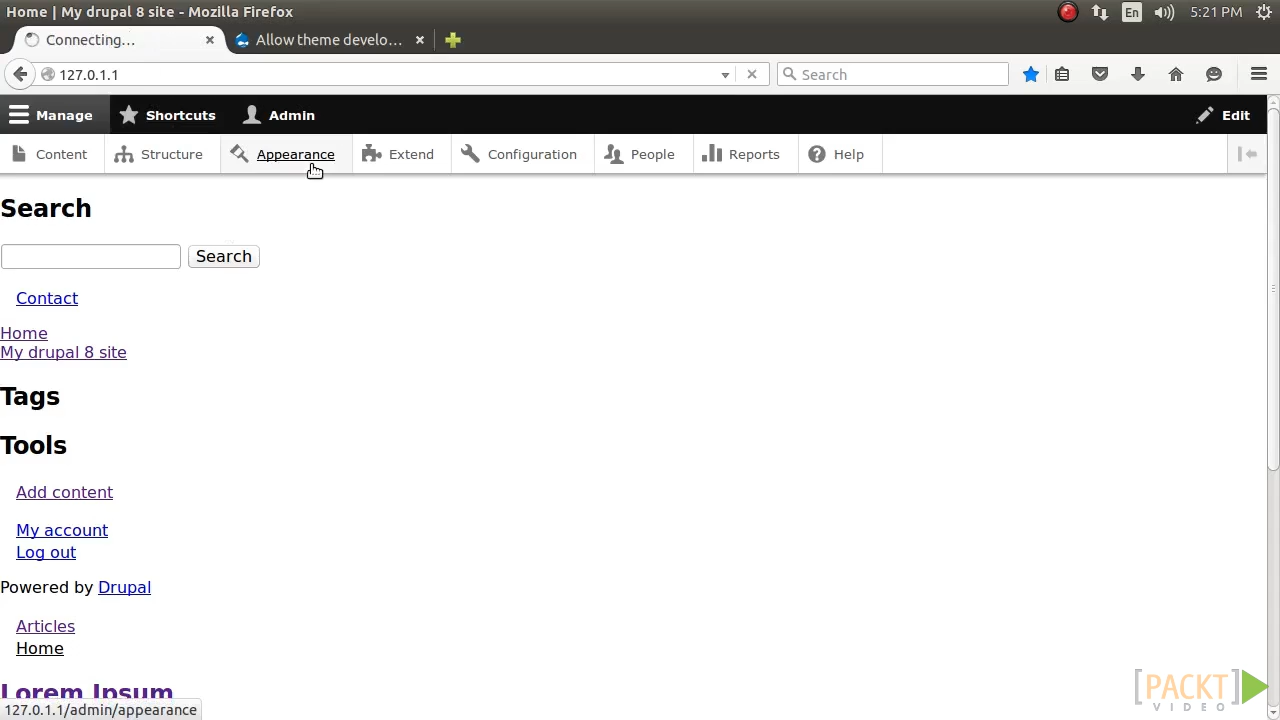 Home | My drupal 8 site - Mozilla Firefox
En
5:21 PM
Connecting...
Allow theme develo...
127.0.1.1
Search
Manage
Shortcuts
Admin
Edit
Content
Structure
Appearance
Extend
Configuration
People
Reports
Help
Search
Search
Contact
Home
My drupal 8 site
Tags
Tools
Add content
My account
Log out
Powered by Drupal
Articles
Home
Lorem Ipsum
127.0.1.1/admin/appearance
[PACKT]
VIDEO